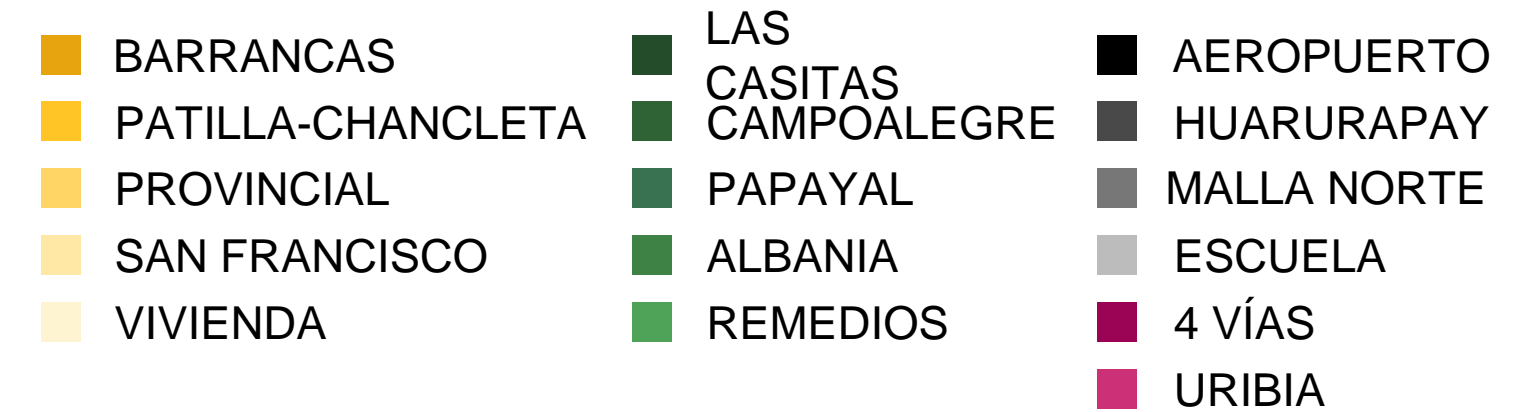 BARRANCAS
PATILLA-CHANCLETA
PROVINCIAL
SAN FRANCISCO
VIVIENDA
LAS
CASITAS
CAMPOALEGRE
PAPAYAL
ALBANIA
REMEDIOS
AEROPUERTO
HUARURAPAY
MALLA NORTE
ESCUELA
4 VÍAS
URIBIA